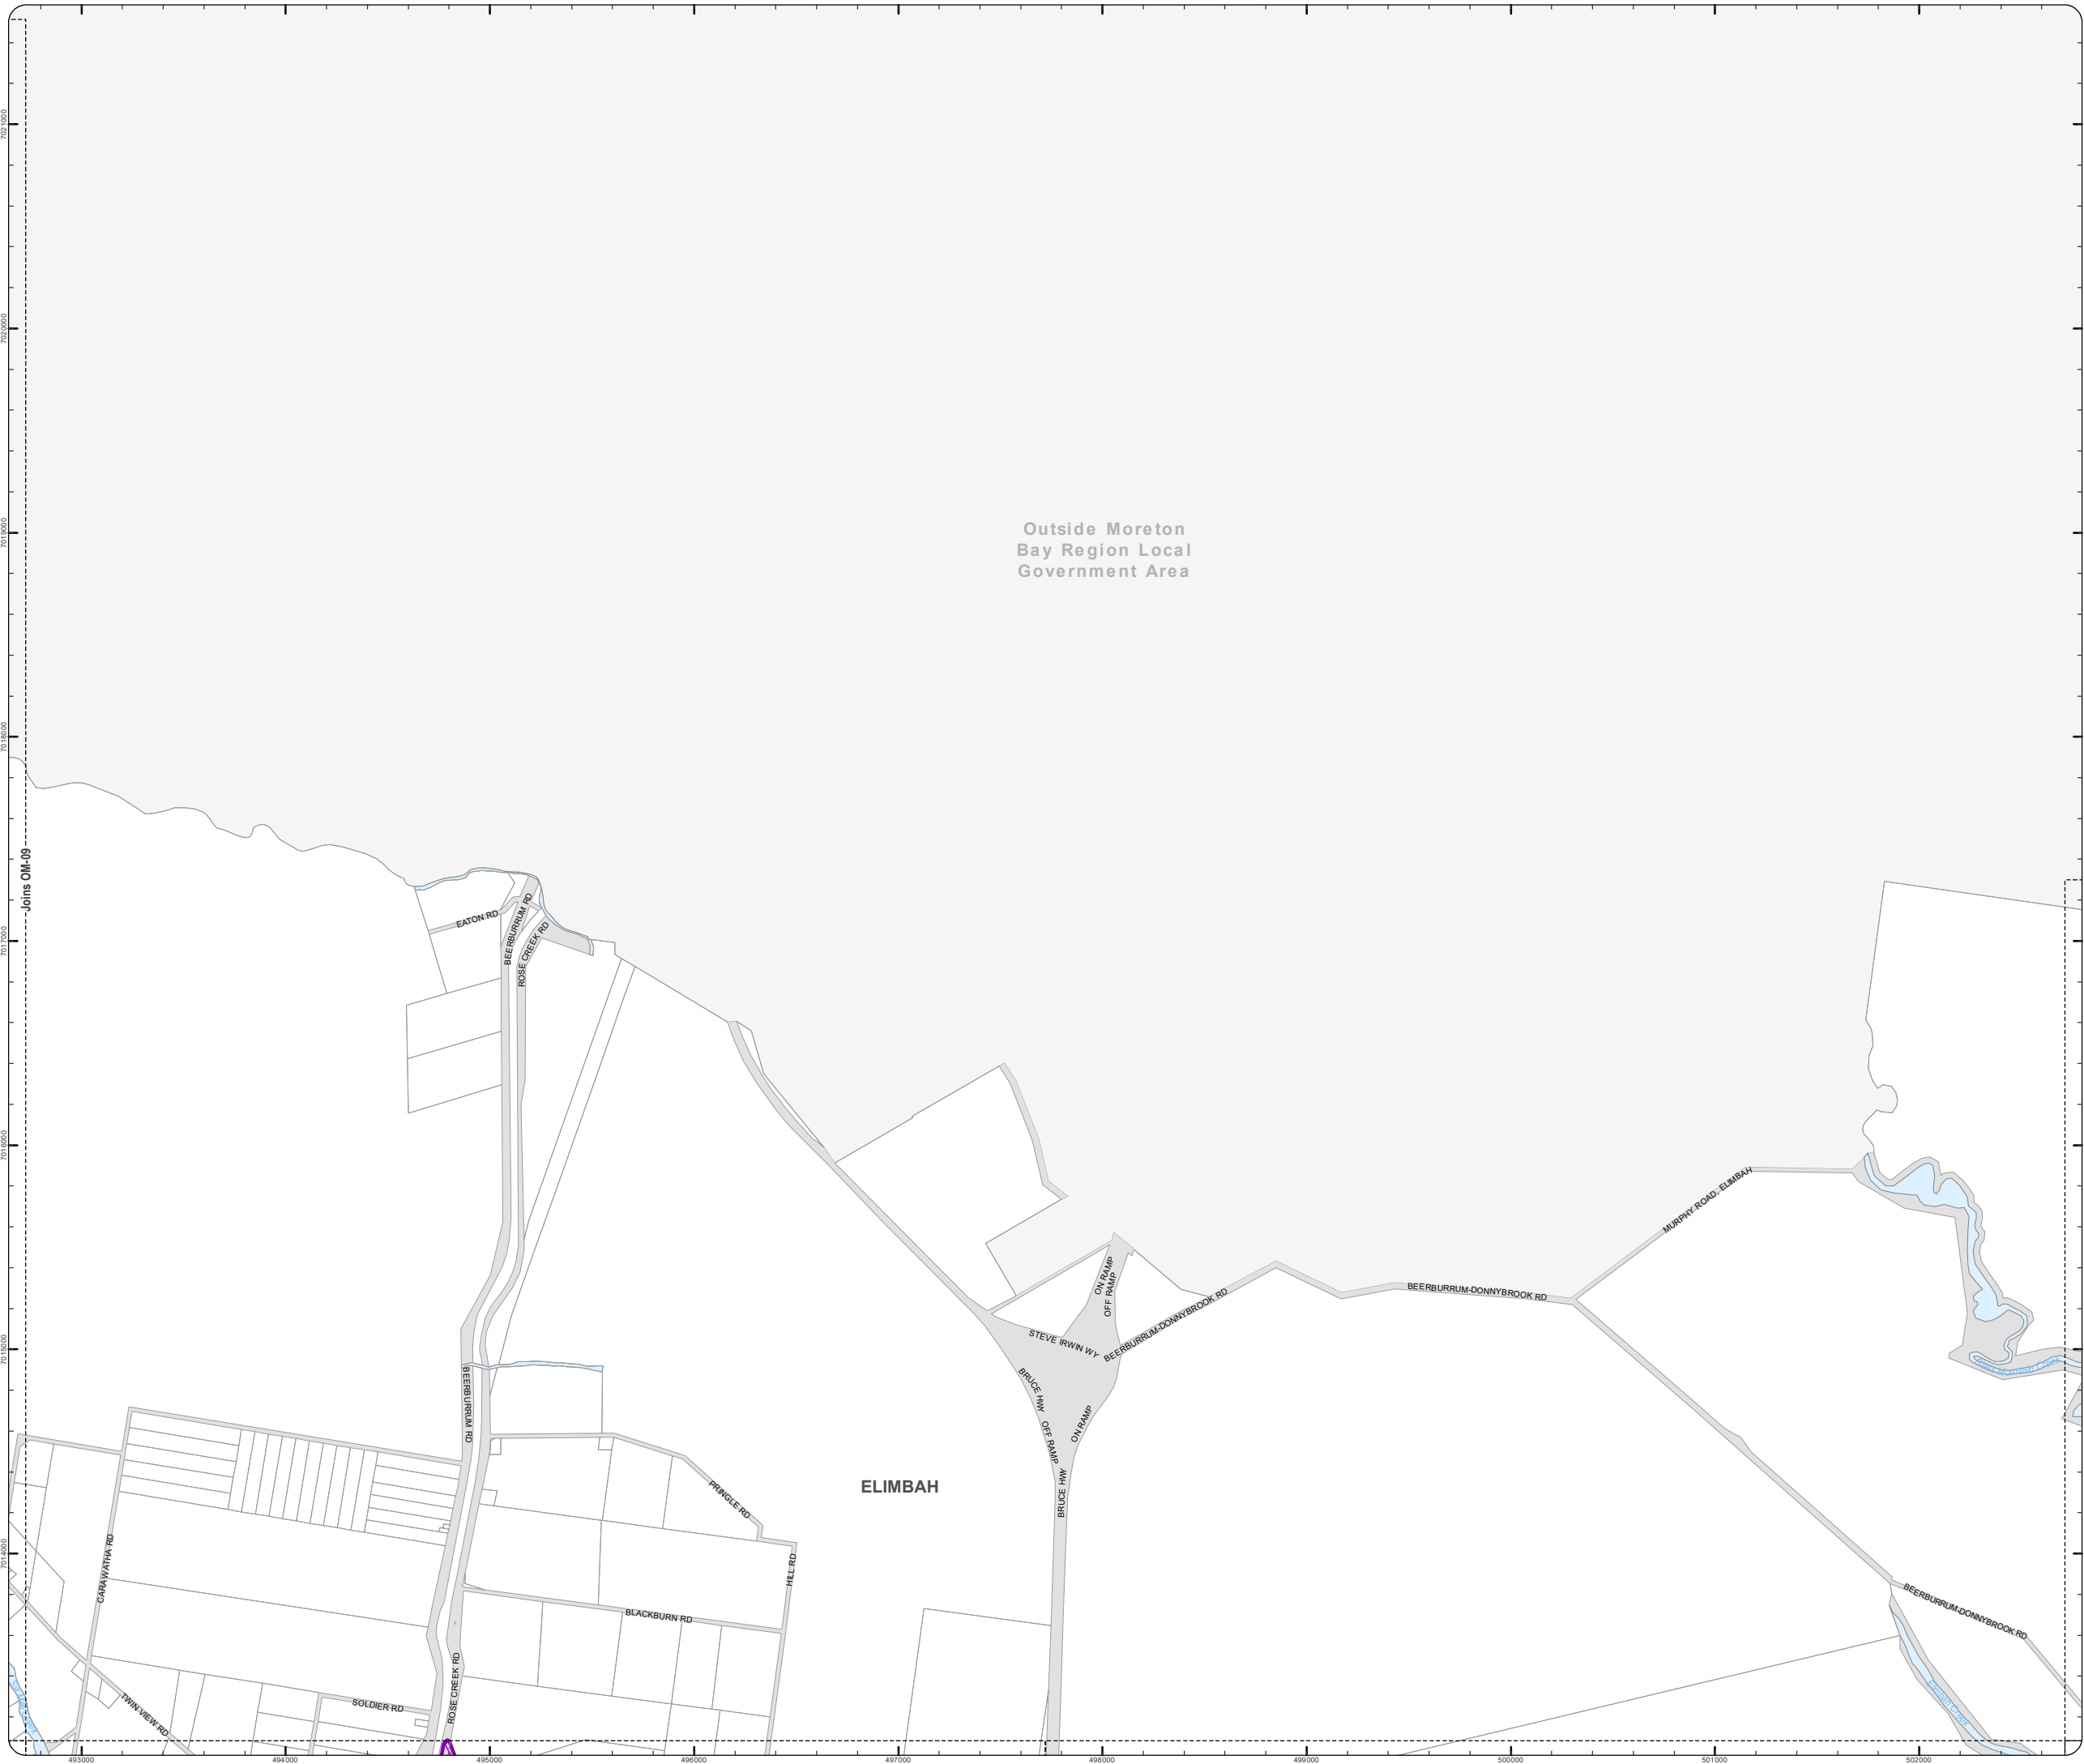 7021000
7020000
Outside Moreton
Bay Region Local
Government Area
7019000
7018000
Joins OM-09
7017000
EATON RD
BEERBURRUM RD
ROSE CREEK RD
7016000
MURPHY ROAD, ELIMBAH
ON RAMP
OFF RAMP
BEERBURRUM-DONNYBROOK RD
BEERBURRUM-DONNYBROOK RD
STEVE IRWIN WY
7015000
BEERBURRUM RD
BRUCE HWY
OFF RAMP
ON RAMP
BRUCE HWY
ELIMBAH
PRINGLE RD
7014000
CARAWATHA RD
HILL RD
BLACKBURN RD
BEERBURRUM-DONNYBROOK RD
ROSE CREEK RD
SOLDIER RD
TWIN VIEW RD
Elimbah Creek
493000
494000
495000
496000
497000
498000
499000
500000
501000
502000